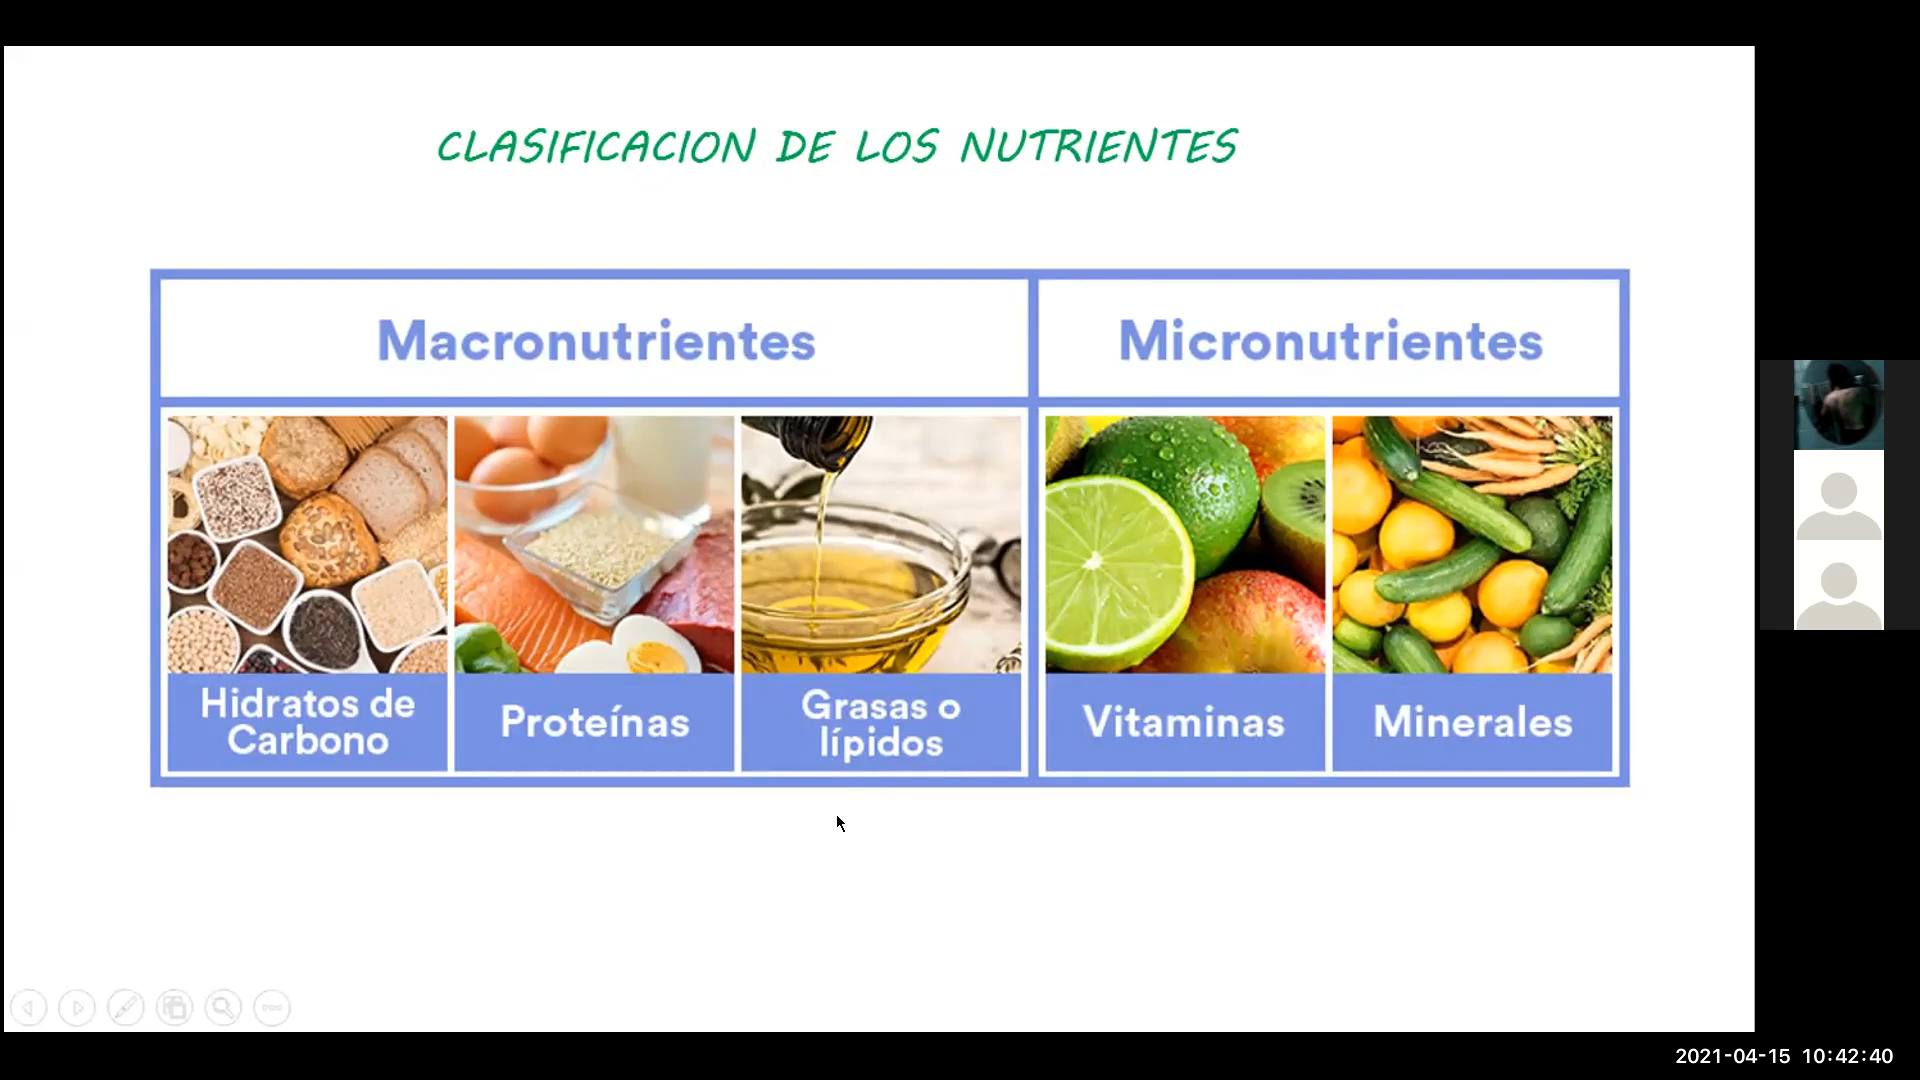 CLASIFICACION DE LOS NUTRIENTES
Macronutrientes
Micronutrientes
Hidratos de
Carbono
Proteínas
Grasas o
lípidos
Vitaminas
Minerales
2021-04-15 10:42:40